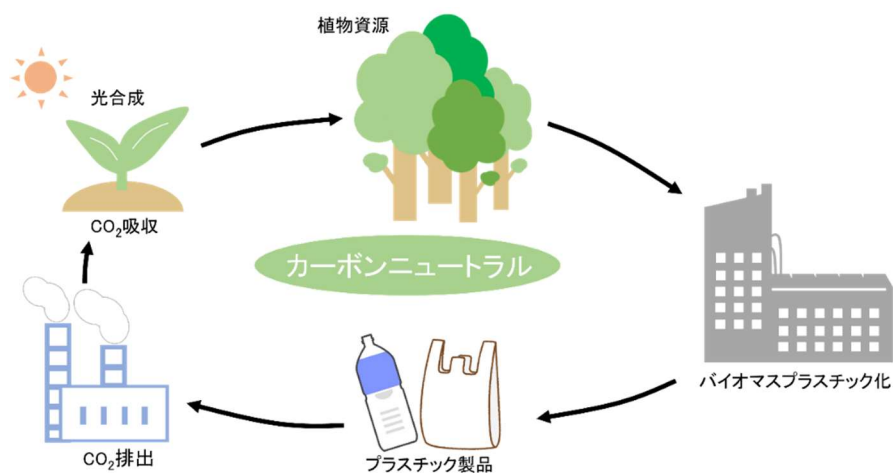 植物資源
光合成
CO₂吸収
カーボンニュートラル
バイオマスプラスチック化
プラスチック製品
CO₂排出